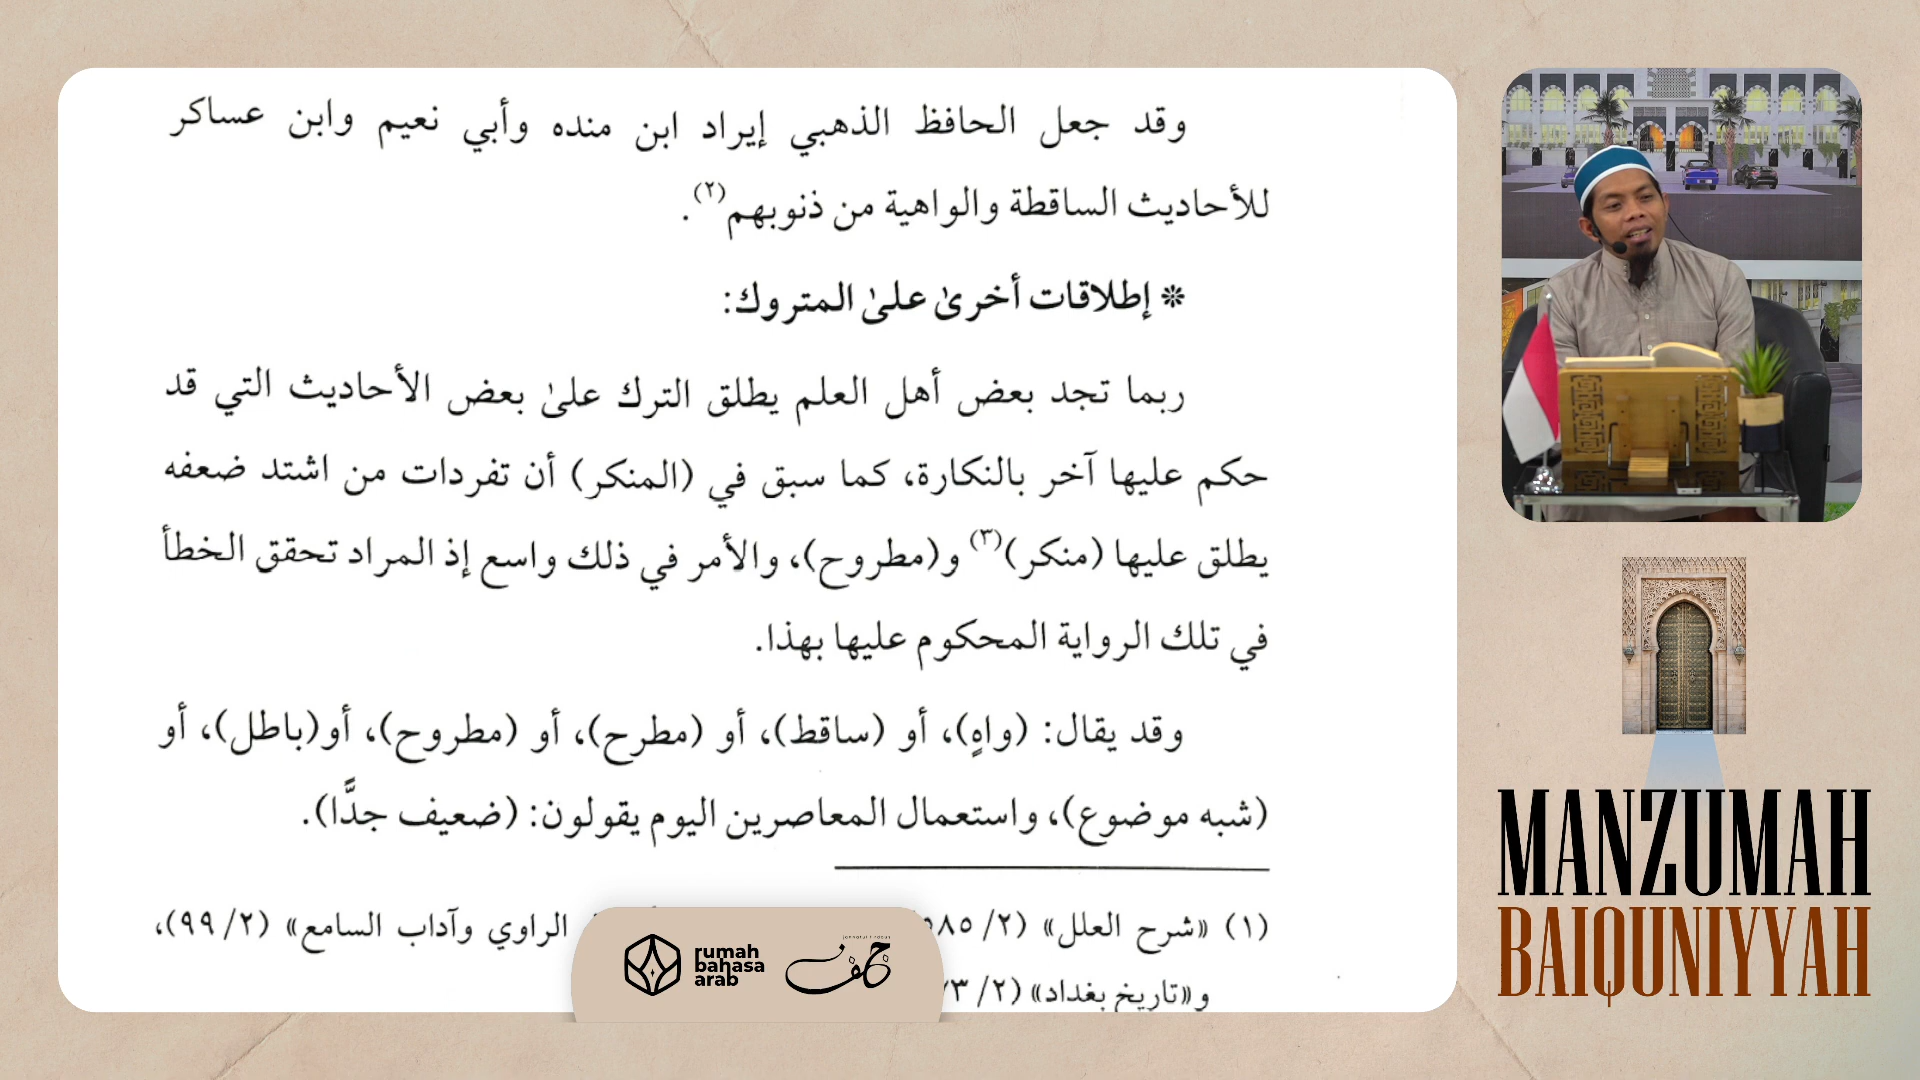 وقد جعل الحافظ الذهبي إيراد ابن منده وأبي نعيم وابن عساكر
للأحاديث الساقطة والواهية من ذنوبهم(٢).
❊ إطلاقات أخرىٰ علىٰ المتروك:
ربما تجد بعض أهل العلم يطلق الترك علىٰ بعض الأحاديث التي قد
حكم عليها آخر بالنكارة، كما سبق في (المنكر) أن تفردات من اشتد ضعفه
يطلق عليها (منكر)(٣) و(مطروح)، والأمر في ذلك واسع إذ المراد تحقق الخطأ
في تلك الرواية المحكوم عليها بهذا.
وقد يقال: (واهٍ)، أو (ساقط)، أو (مطرح)، أو (مطروح)، أو(باطل)، أو
(شبه موضوع)، واستعمال المعاصرين اليوم يقولون: (ضعيف جدًّا).
(١) «شرح العلل» (٢/ ٥٨٥) الراوي وآداب السامع» (٢/ ٩٩)،
و«تاريخ بغداد» (٢/
rumah
bahasa
arab
MANZUMAH
BAIQUNIYYAH